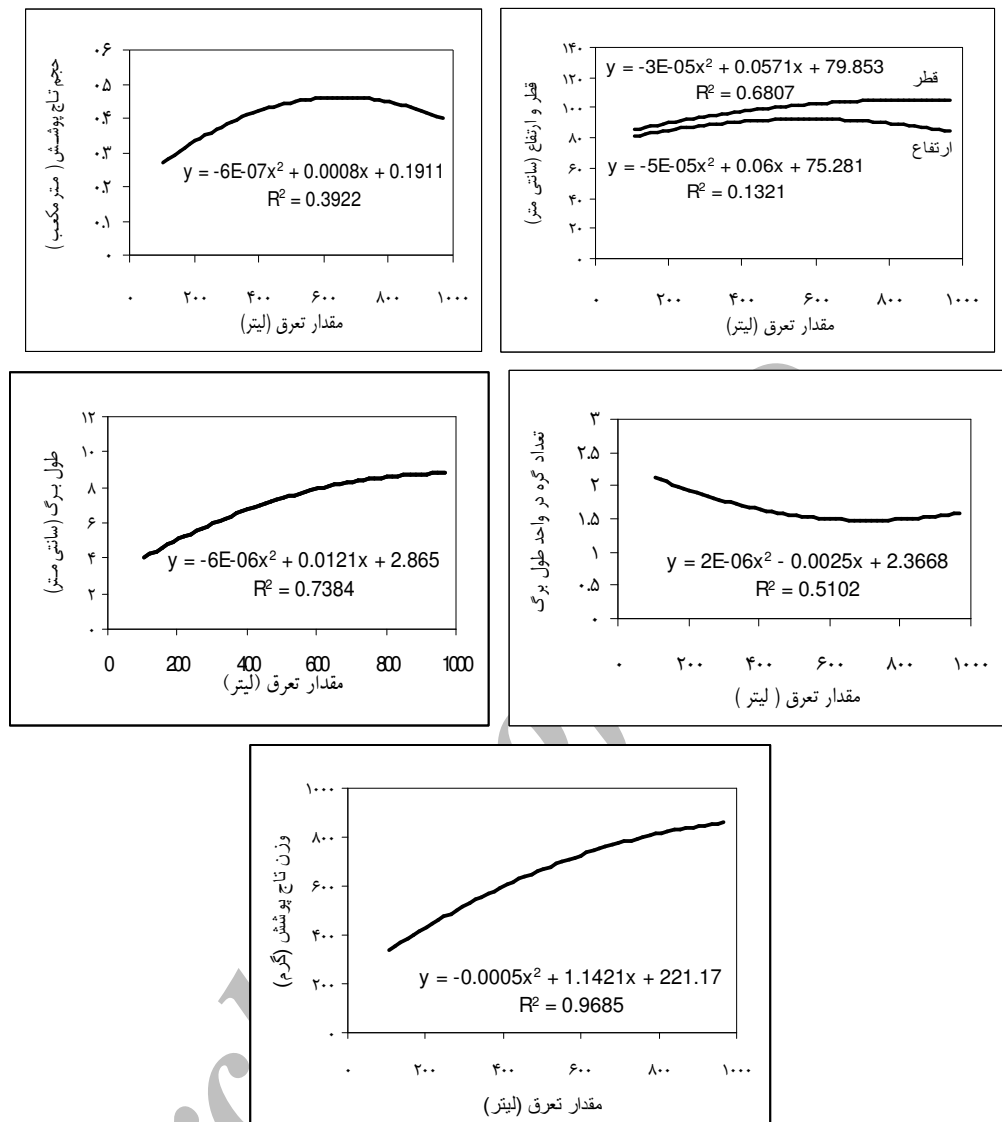 حجم تاج پوشش ( متر مکعب )
۰.۶
۰.۵
۰.۴
۰.۳
۰.۲
۰.۱
۰
y = -6E-07x² + 0.0008x + 0.1911
R² = 0.3922
۰ ۲۰۰ ۴۰۰ ۶۰۰ ۸۰۰ ۱۰۰۰
مقدار تعرق (لیتر)
قطر و ارتفاع (سانتی متر)
۱۴۰
۱۲۰
۱۰۰
۸۰
۶۰
۴۰
۲۰
۰
y = -3E-05x² + 0.0571x + 79.853
R² = 0.6807
قطر
ارتفاع
y = -5E-05x² + 0.06x + 75.281
R² = 0.1321
۰ ۲۰۰ ۴۰۰ ۶۰۰ ۸۰۰ ۱۰۰۰
مقدار تعرق (لیتر)
طول برگ (سانتی متر)
۱۲
۱۰
۸
۶
۴
۲
۰
y = -6E-06x² + 0.0121x + 2.865
R² = 0.7384
0 200 400 600 800 1000
مقدار تعرق (لیتر)
تعداد گره در واحد طول برگ
۳
۲.۵
۲
۱.۵
۱
۰.۵
۰
y = 2E-06x² - 0.0025x + 2.3668
R² = 0.5102
۰ ۲۰۰ ۴۰۰ ۶۰۰ ۸۰۰ ۱۰۰۰
مقدار تعرق ( لیتر )
وزن تاج پوشش (گرم)
۱۰۰۰
۸۰۰
۶۰۰
۴۰۰
۲۰۰
۰
y = -0.0005x² + 1.1421x + 221.17
R² = 0.9685
۰ ۲۰۰ ۴۰۰ ۶۰۰ ۸۰۰ ۱۰۰۰
مقدار تعرق (لیتر)